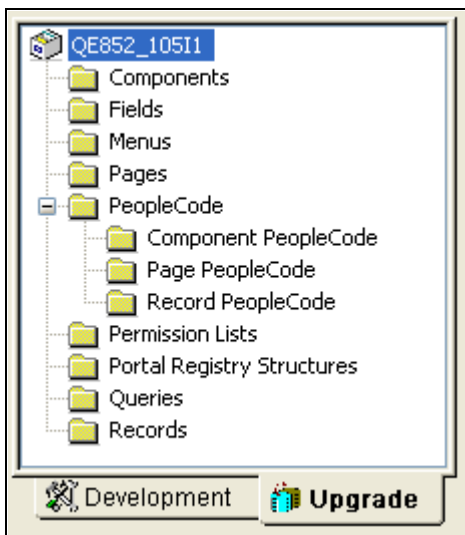 QE852_105I1
Components
Fields
Menus
Pages
PeopleCode
Component PeopleCode
Page PeopleCode
Record PeopleCode
Permission Lists
Portal Registry Structures
Queries
Records
Development Upgrade